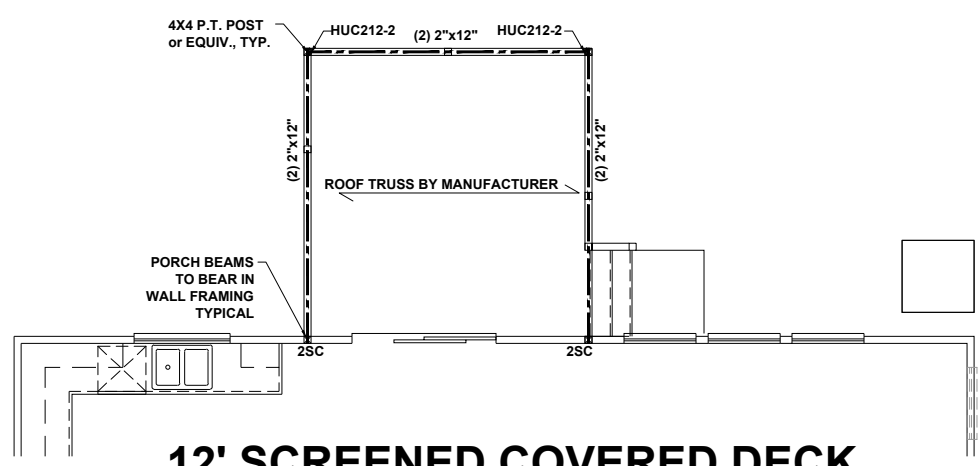 4X4 P.T. POST
or EQUIV., TYP.
HUC212-2
(2) 2"x12"
HUC212-2
(2) 2"x12"
(2) 2"x12"
ROOF TRUSS BY MANUFACTURER
PORCH BEAMS
TO BEAR IN
WALL FRAMING
TYPICAL
2SC
2SC
12' SCREENED COVERED DECK